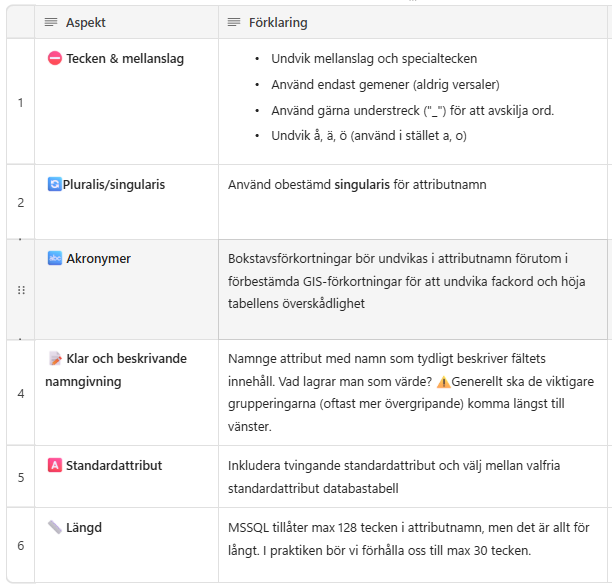 Aspekt
Förklaring
1
⛔ Tecken & mellanslag
• Undvik mellanslag och specialtecken
• Använd endast gemener (aldrig versaler)
• Använd gärna understreck ("_") för att avskilja ord.
• Undvik å, ä, ö (använd i stället a, o)
2
🔄Pluralis/singularis
Använd obestämd singularis för attributnamn
🔤 Akronymer
Bokstavsförkortningar bör undvikas i attributnamn förutom i
förbestämda GIS-förkortningar för att undvika fackord och höja
tabellens överskådlighet
4
📝 Klar och beskrivande
namngivning
Namnge attribut med namn som tydligt beskriver fältets
innehåll. Vad lagrar man som värde? ⚠️Generellt ska de viktigare
grupperingarna (oftast mer övergripande) komma längst till
vänster.
5
🅰 Standardattribut
Inkludera tvingande standardattribut och välj mellan valfria
standardattribut databastabell
6
📏 Längd
MSSQL tillåter max 128 tecken i attributnamn, men det är allt för
långt. I praktiken bör vi förhålla oss till max 30 tecken.